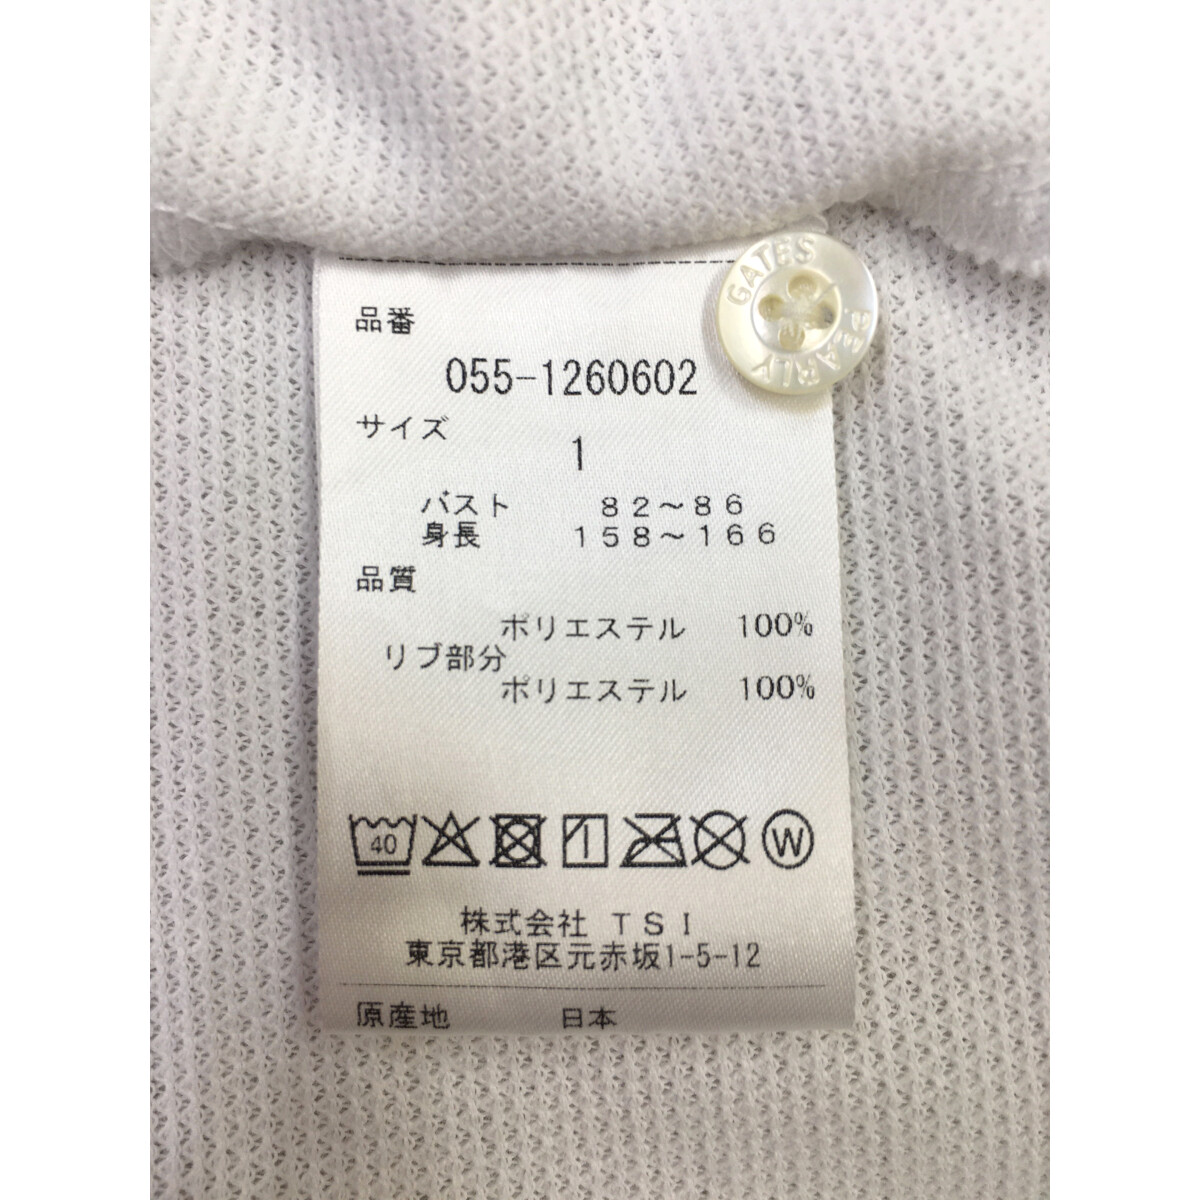 品番
055-1260602
サイズ
1
バスト 82〜86
身長 158〜166
品質
ポリエステル 100%
リブ部分
ポリエステル 100%
40
1
W
株式会社 TSI
東京都港区元赤坂1-5-12
原産地 日本
GATES
PEARLY